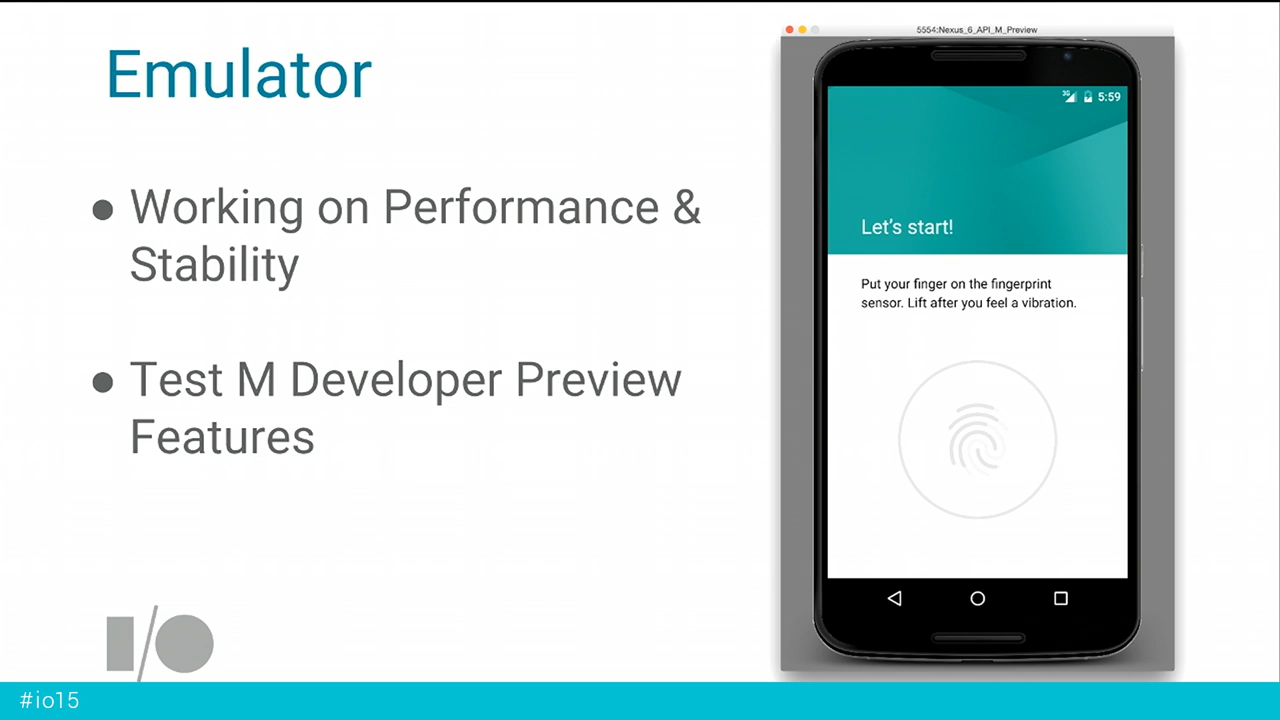 Emulator
● Working on Performance &
Stability
● Test M Developer Preview
Features
5554:Nexus_6_API_M_Preview
3G
5:59
Let's start!
Put your finger on the fingerprint
sensor. Lift after you feel a vibration.
I/O
#io15